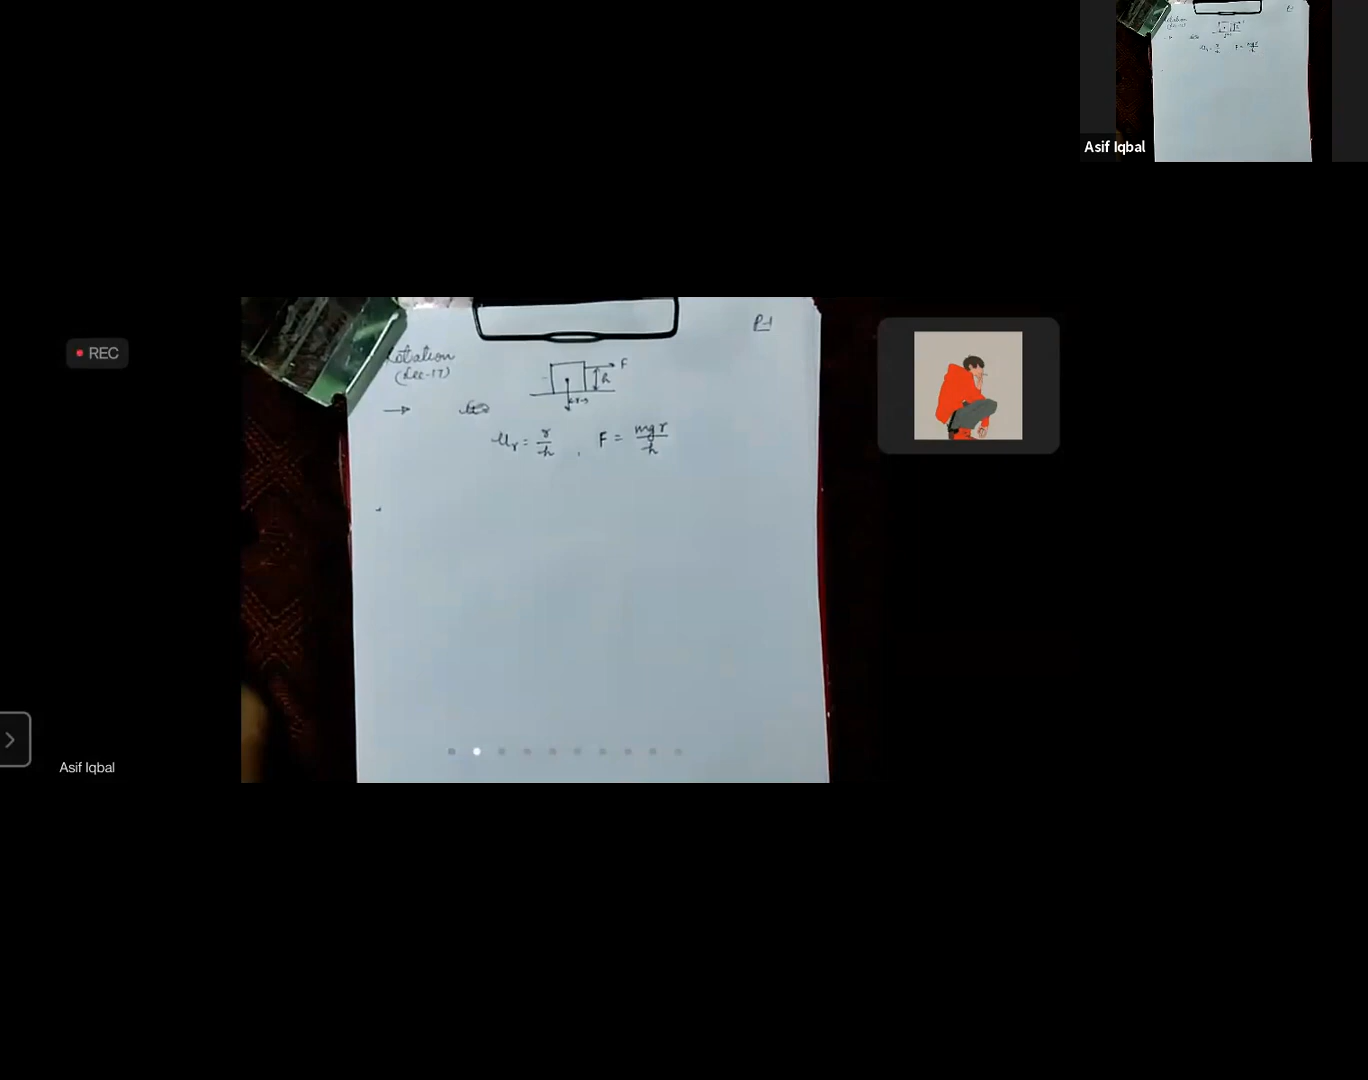 Asif Iqbal
REC
P-1
Rotation
(Lec-17)
F
h
r
→
μr = r/h , F = mgr/h
Asif Iqbal